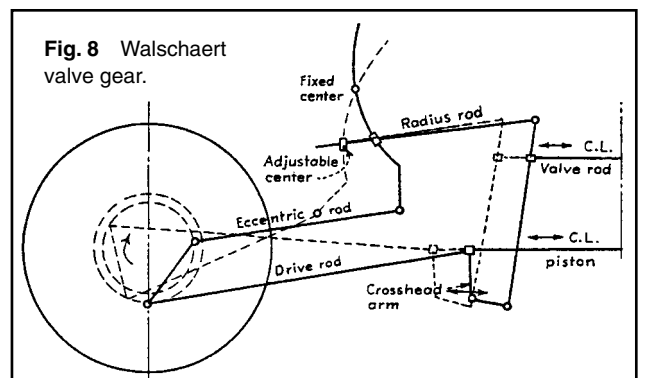 Fig. 8 Walschaert
valve gear.
Fixed
center
Radius rod
C.L.
Valve rod
Adjustable
center
Eccentric rod
C.L.
piston
Drive rod
Crosshead
arm